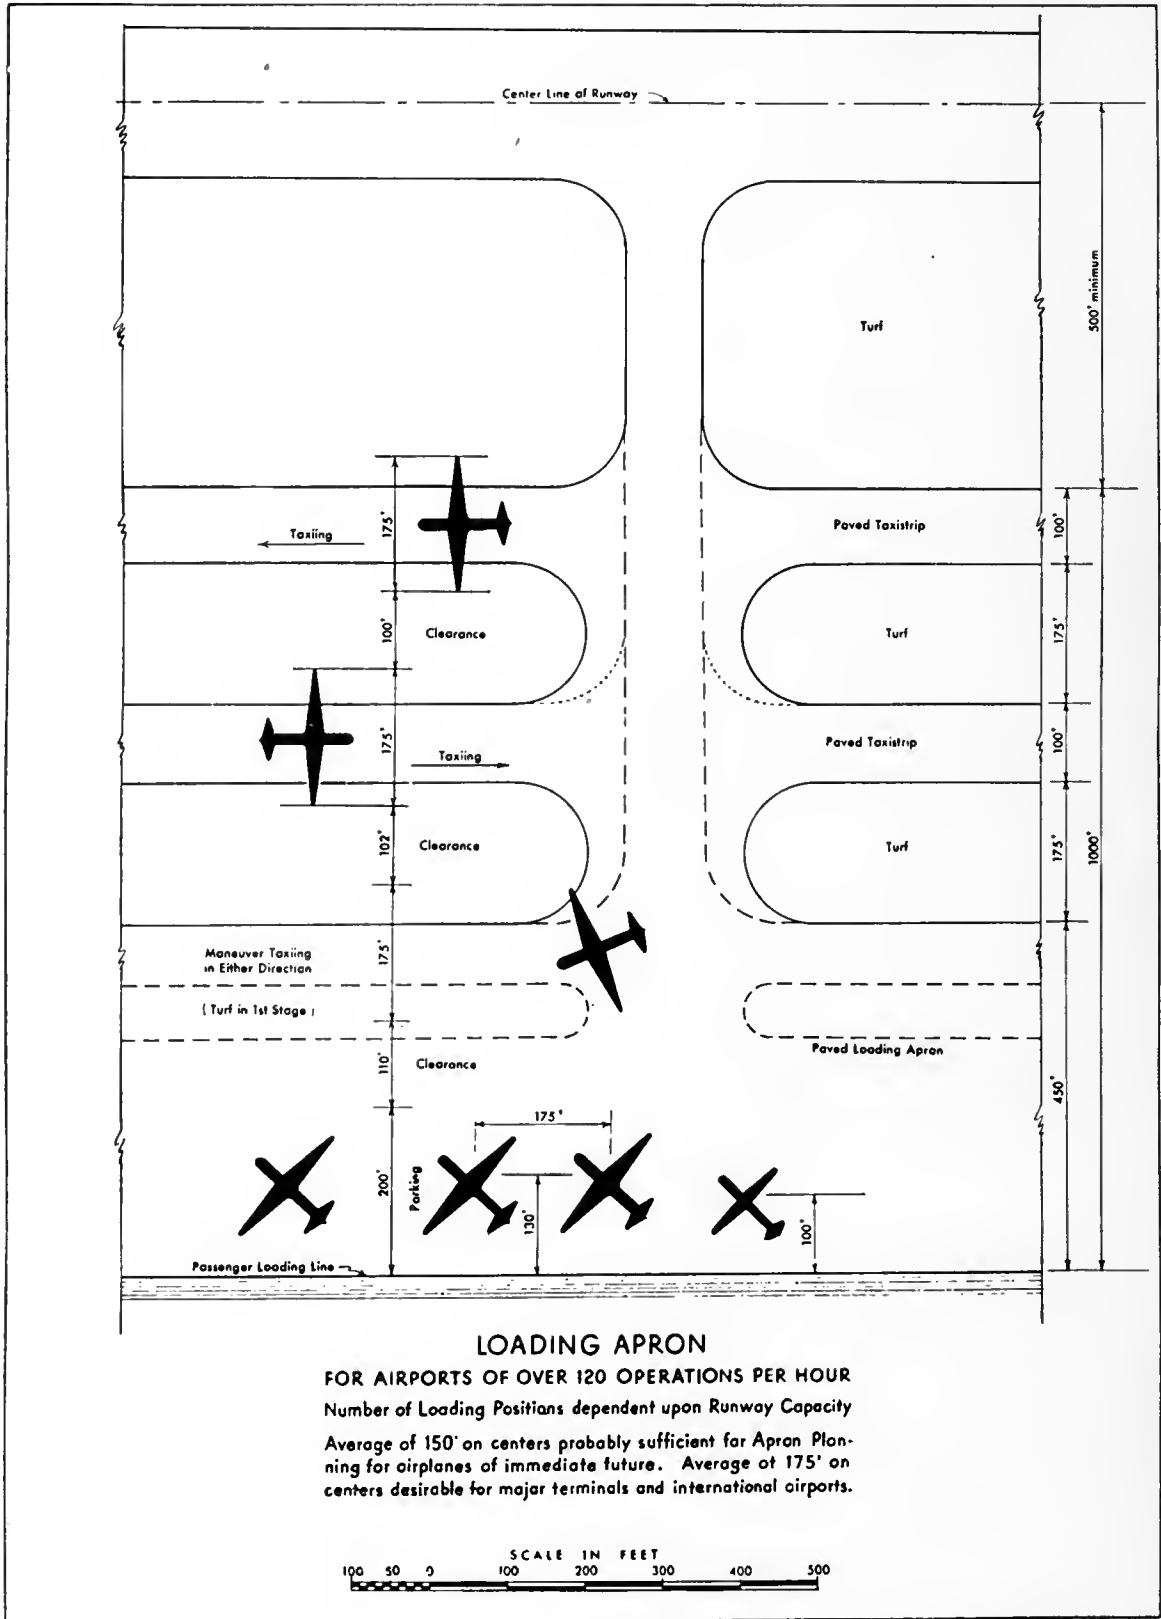 Center Line of Runway
500' minimum
Turf
Taxiing
175'
Paved Taxistrip
100'
100'
Clearance
Turf
175'
175'
Taxiing
Paved Taxistrip
100'
102'
Clearance
Turf
175'
1000'
Maneuver Taxiing
in Either Direction
175'
( Turf in 1st Stage )
110'
Clearance
Paved Loading Apron
450'
175'
200'
Parking
130'
100'
Passenger Loading Line
LOADING APRON
FOR AIRPORTS OF OVER 120 OPERATIONS PER HOUR
Number of Loading Positions dependent upon Runway Capacity
Average of 150' on centers probably sufficient for Apron Plan-
ning for airplanes of immediate future. Average of 175' on
centers desirable for major terminals and international airports.
SCALE IN FEET
100 50 0 100 200 300 400 500